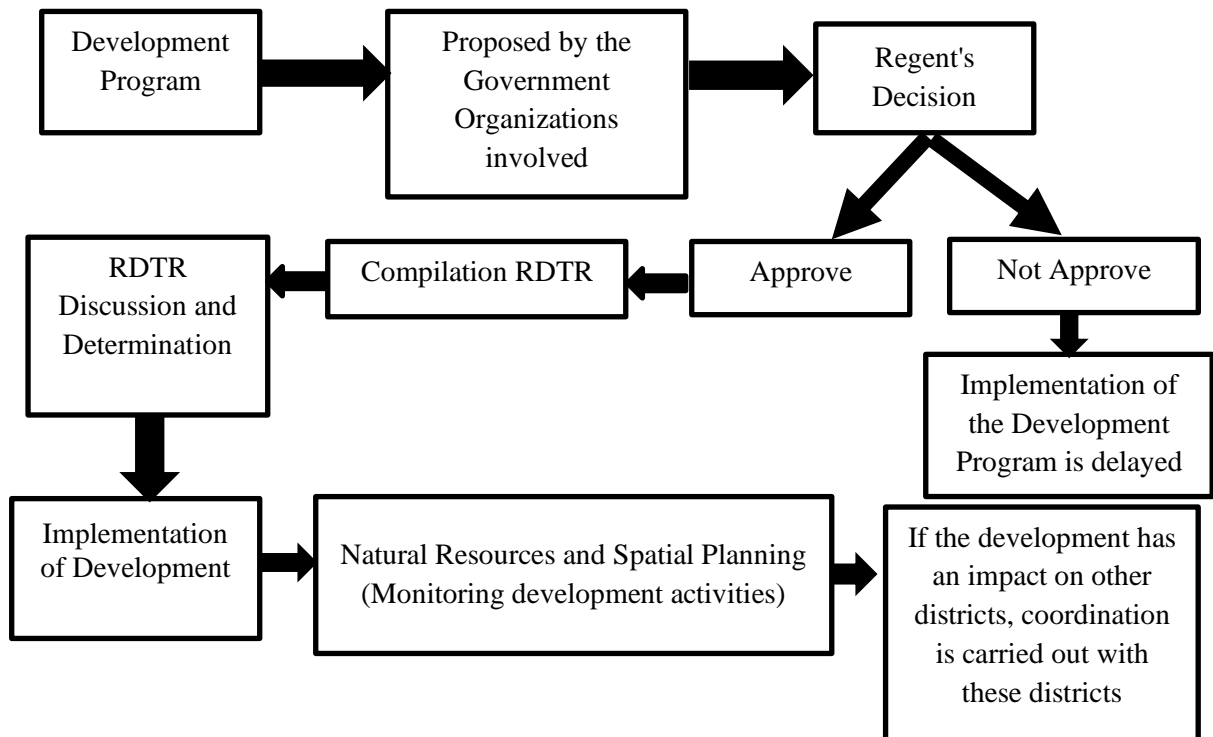 Development
Program
Proposed by the
Government
Organizations
involved
Regent's
Decision
Approve
Not Approve
Compilation RDTR
RDTR
Discussion and
Determination
Implementation of
the Development
Program is delayed
Implementation
of Development
Natural Resources and Spatial Planning
(Monitoring development activities)
If the development has
an impact on other
districts, coordination
is carried out with
these districts